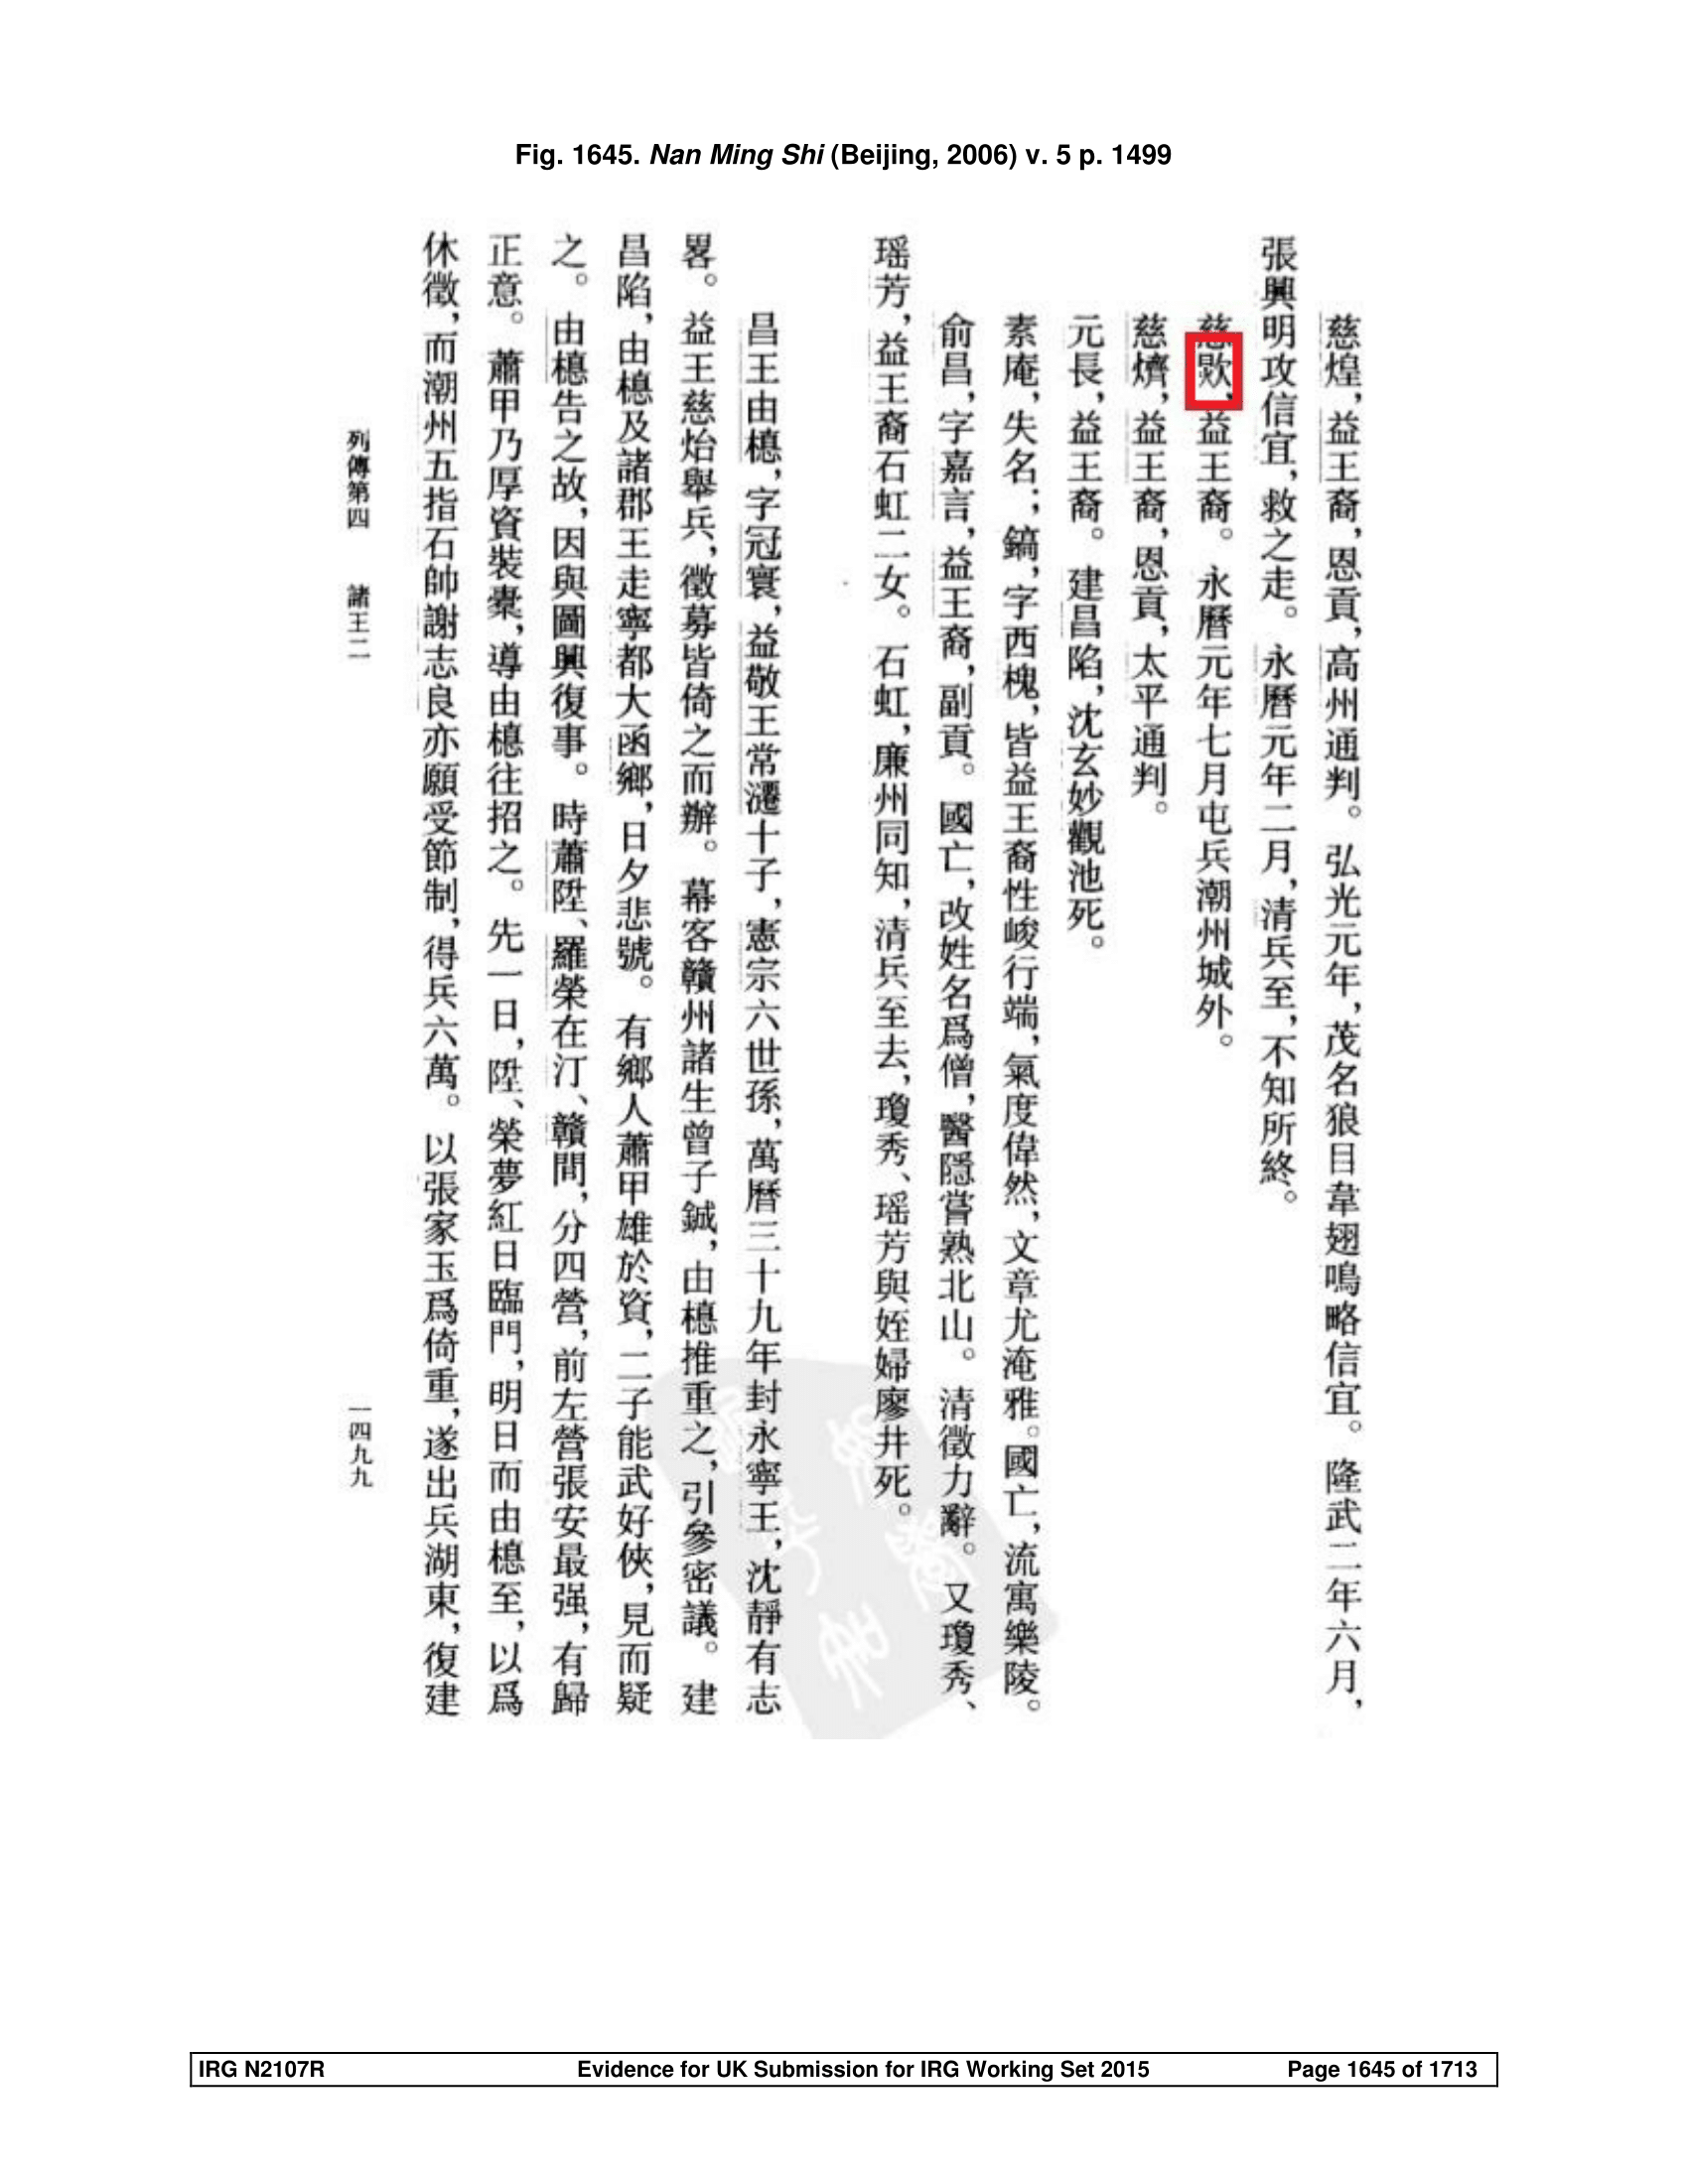 Fig. 1645. Nan Ming Shi (Beijing, 2006) v. 5 p. 1499
慈煌，益王裔，恩貢，高州通判。弘光元年，茂名狼目韋翅鳴略信宜。隆武二年六月，
張興明攻信宜，救之走。永曆元年二月，清兵至，不知所終。
慈，益王裔。永曆元年七月屯兵潮州城外。
慈㸄，益王裔，恩貢，太平通判。
元長，益王裔。建昌陷，沈玄妙觀池死。
素庵，失名；鎬，字西槐，皆益王裔性峻行端，氣度偉然，文章尤淹雅。國亡，流寓樂陵。
俞昌，字嘉言，益王裔，副貢。國亡，改姓名爲僧，醫隱嘗熟北山。清徵力辭。又瓊秀、
瑶芳，益王裔石虹二女。石虹，廉州同知，清兵至去，瓊秀、瑶芳與姪婦廖井死。
昌王由，字冠寰，益敬王常十子，憲宗六世孫，萬曆三十九年封永寧王，沈靜有志
畧。益王慈炲舉兵，徵募皆倚之而辦。幕客贛州諸生曾子鋮，由推重之，引參密議。建
昌陷，由及諸郡王走寧都大函鄉，日夕悲號。有鄉人蕭甲雄於資，二子能武好俠，見而疑
之。由告之故，因與圖興復事。時蕭陞、羅榮在汀、贛間，分四營，前左營張安最强，有歸
正意。蕭甲乃厚資裝橐，導由往招之。先一日，陞、榮夢紅日臨門，明日而由至，以爲
休徵，而潮州五指石帥謝志良亦願受節制，得兵六萬。以張家玉爲倚重，遂出兵湖東，復建
列傳第四 諸王二
一四九九
IRG N2107R Evidence for UK Submission for IRG Working Set 2015 Page 1645 of 1713